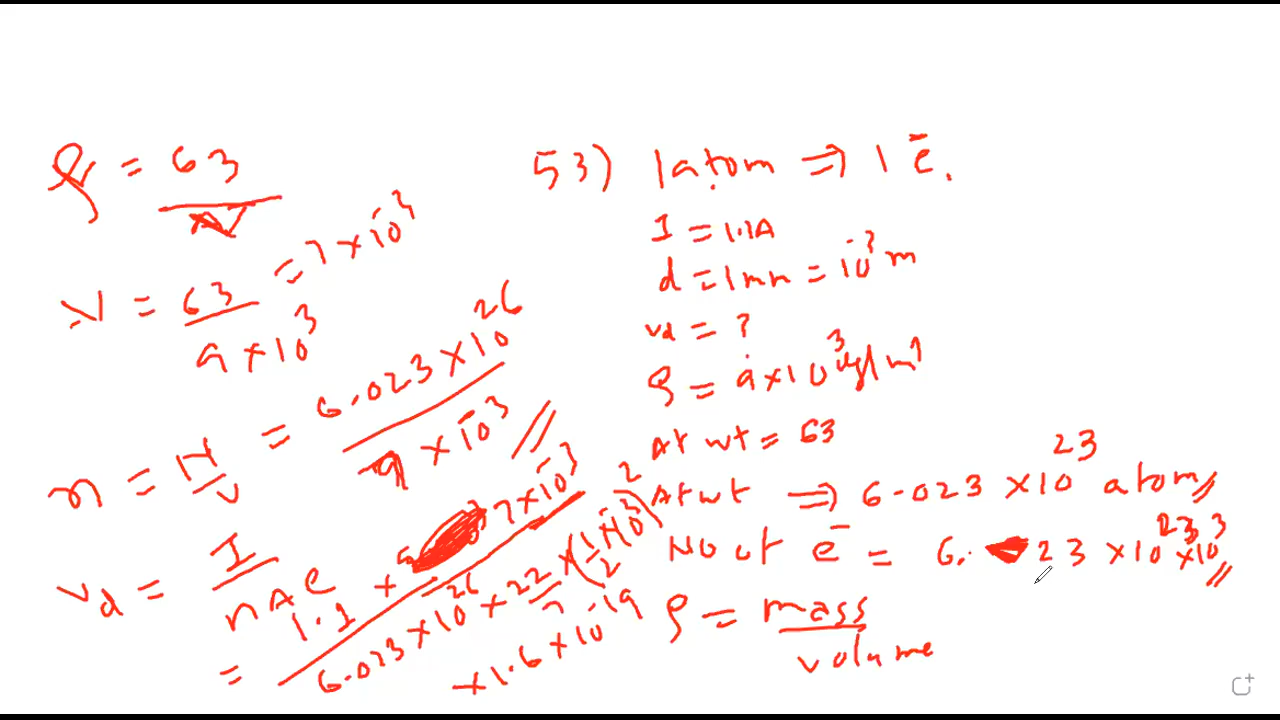 53) 1 atom ⇒ 1 e̅.
I = 1.1A
d = 1mm = 10⁻³ m
vd = ?
ρ = 9×10³ kg/m³
At wt = 63
At wt ⇒ 6.023 ×10²³ atom
No of e̅ = 6. 23 ×10²³ ×10³
ρ = mass / volume
ρ = 63 / V
V = 63 / 9×10³ = 7×10⁻³
n = N / V = 6.023×10²⁶ / 7×10⁻³
vd = I / nAe
= 1.1 × 7×10⁻³ / 6.023×10²⁶ × 22/7 × (1×10⁻³ / 2)² ×1.6×10⁻¹⁹